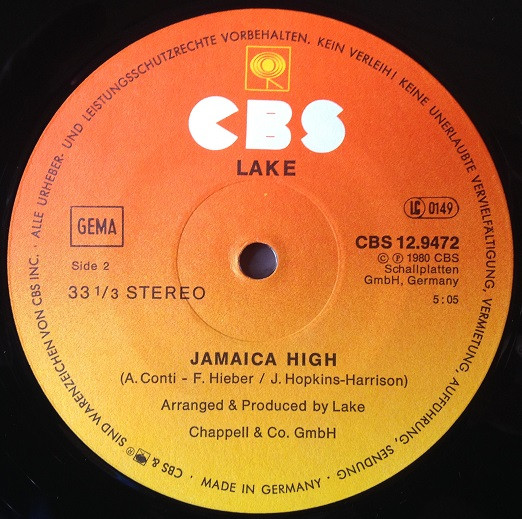 ALLE URHEBER- UND LEISTUNGSSCHUTZRECHTE VORBEHALTEN. KEIN VERLEIH! KEINE UNERLAUBTE VERVIELFÄLTIGUNG, VERMIETUNG, AUFFÜHRUNG, SENDUNG
CBS
LAKE
GEMA
LC 0149
Side 2
33 1/3 STEREO
CBS 12.9472
© ℗ 1980 CBS
Schallplatten
GmbH, Germany
5:05
JAMAICA HIGH
(A. Conti - F. Hieber / J. Hopkins-Harrison)
Arranged & Produced by Lake
Chappell & Co. GmbH
CBS & ® SIND WARENZEICHEN VON CBS INC. · MADE IN GERMANY ·